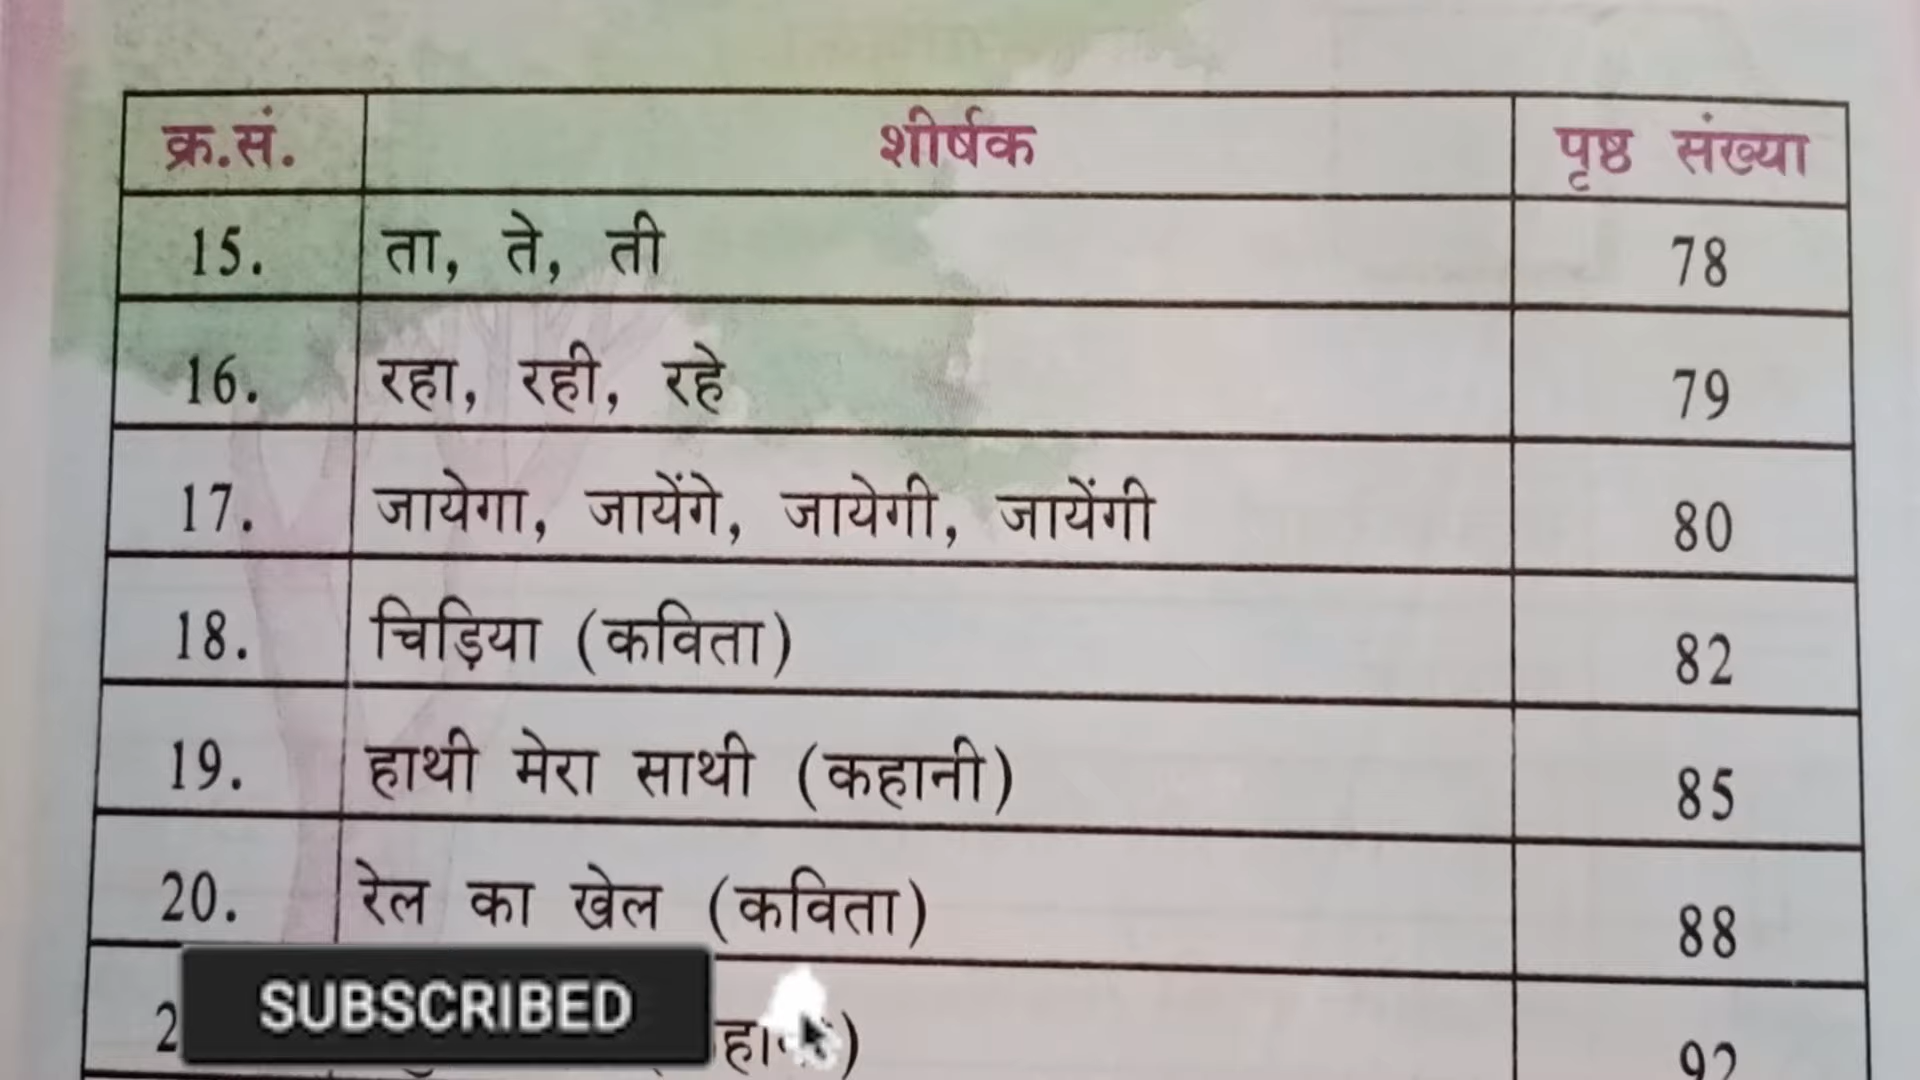 क्र.सं. शीर्षक पृष्ठ संख्या
15. ता, ते, ती 78
16. रहा, रही, रहे 79
17. जायेगा, जायेंगे, जायेगी, जायेंगी 80
18. चिड़िया (कविता) 82
19. हाथी मेरा साथी (कहानी) 85
20. रेल का खेल (कविता) 88
SUBSCRIBED
92